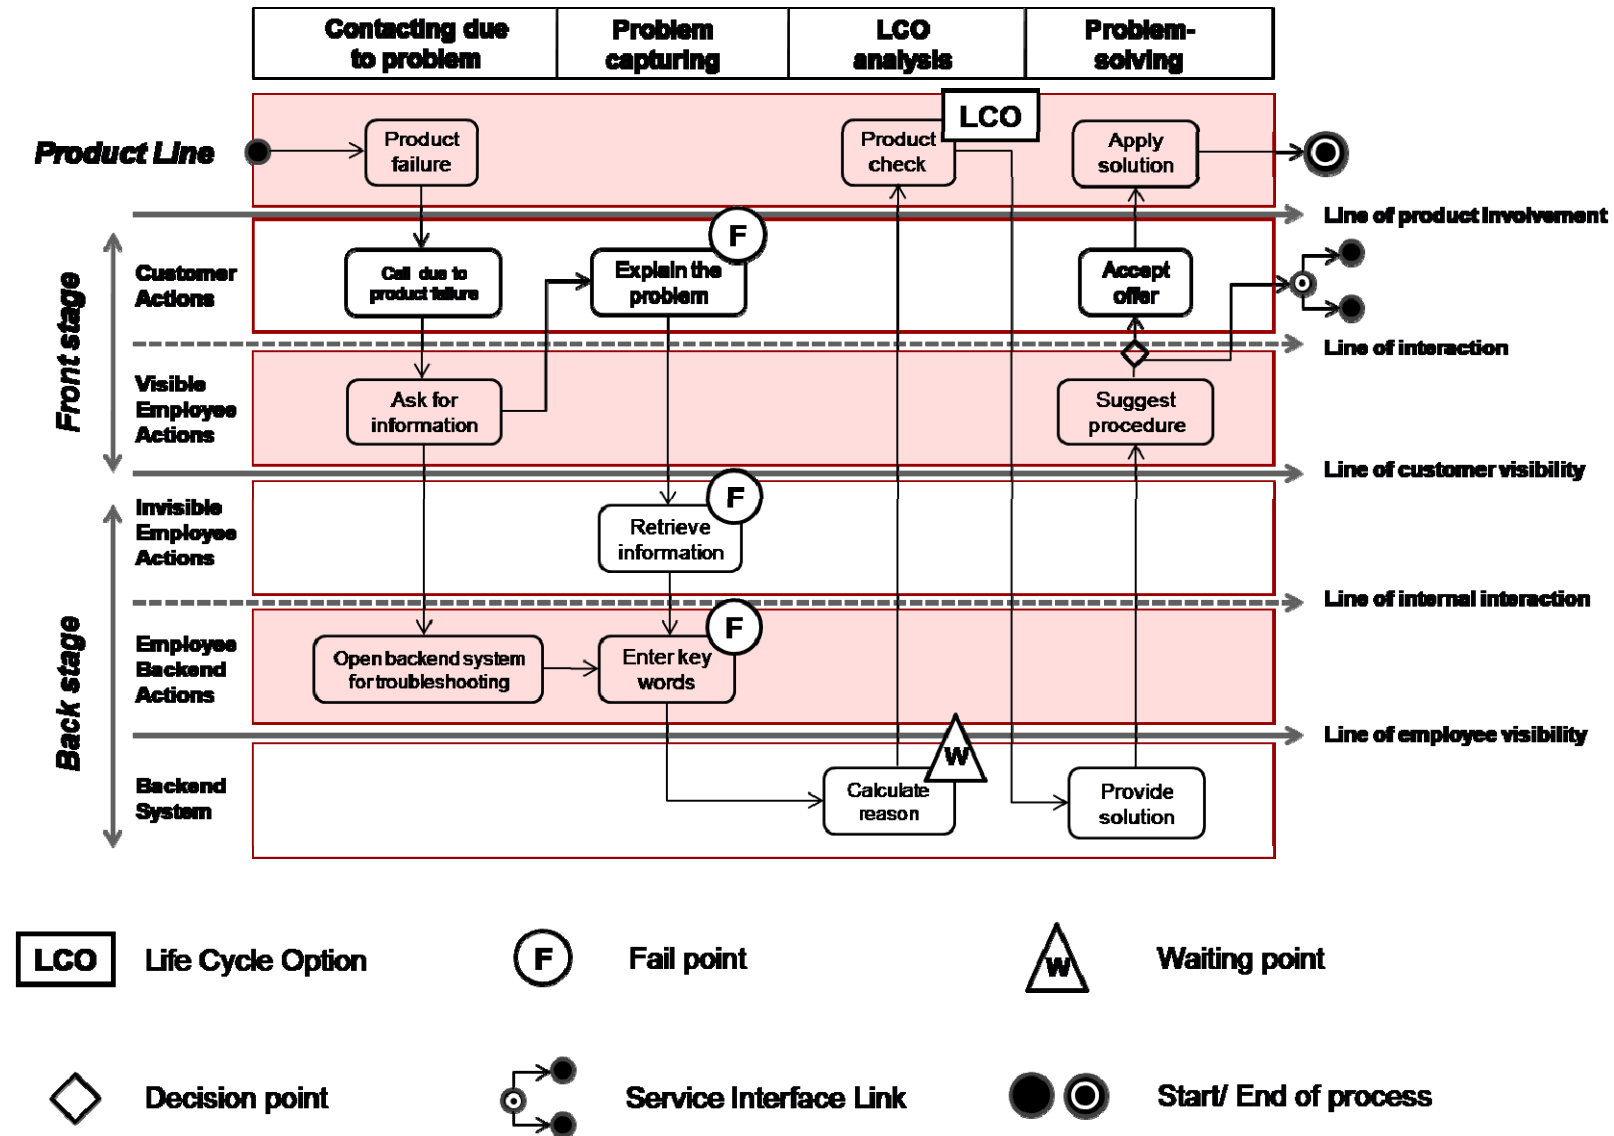 Contacting due
to problem
Problem
capturing
LCO
analysis
Problem-
solving
Product Line
Product
failure
Product
check
LCO
Apply
solution
Line of product involvement
Front stage
Customer
Actions
Call due to
product failure
Explain the
problem
F
Accept
offer
Line of interaction
Visible
Employee
Actions
Ask for
information
Suggest
procedure
Line of customer visibility
Back stage
Invisible
Employee
Actions
Retrieve
information
F
Line of internal interaction
Employee
Backend
Actions
Open backend system
for troubleshooting
Enter key
words
F
Line of employee visibility
Backend
System
Calculate
reason
W
Provide
solution
LCO
Life Cycle Option
F
Fail point
W
Waiting point
Decision point
Service Interface Link
Start/ End of process